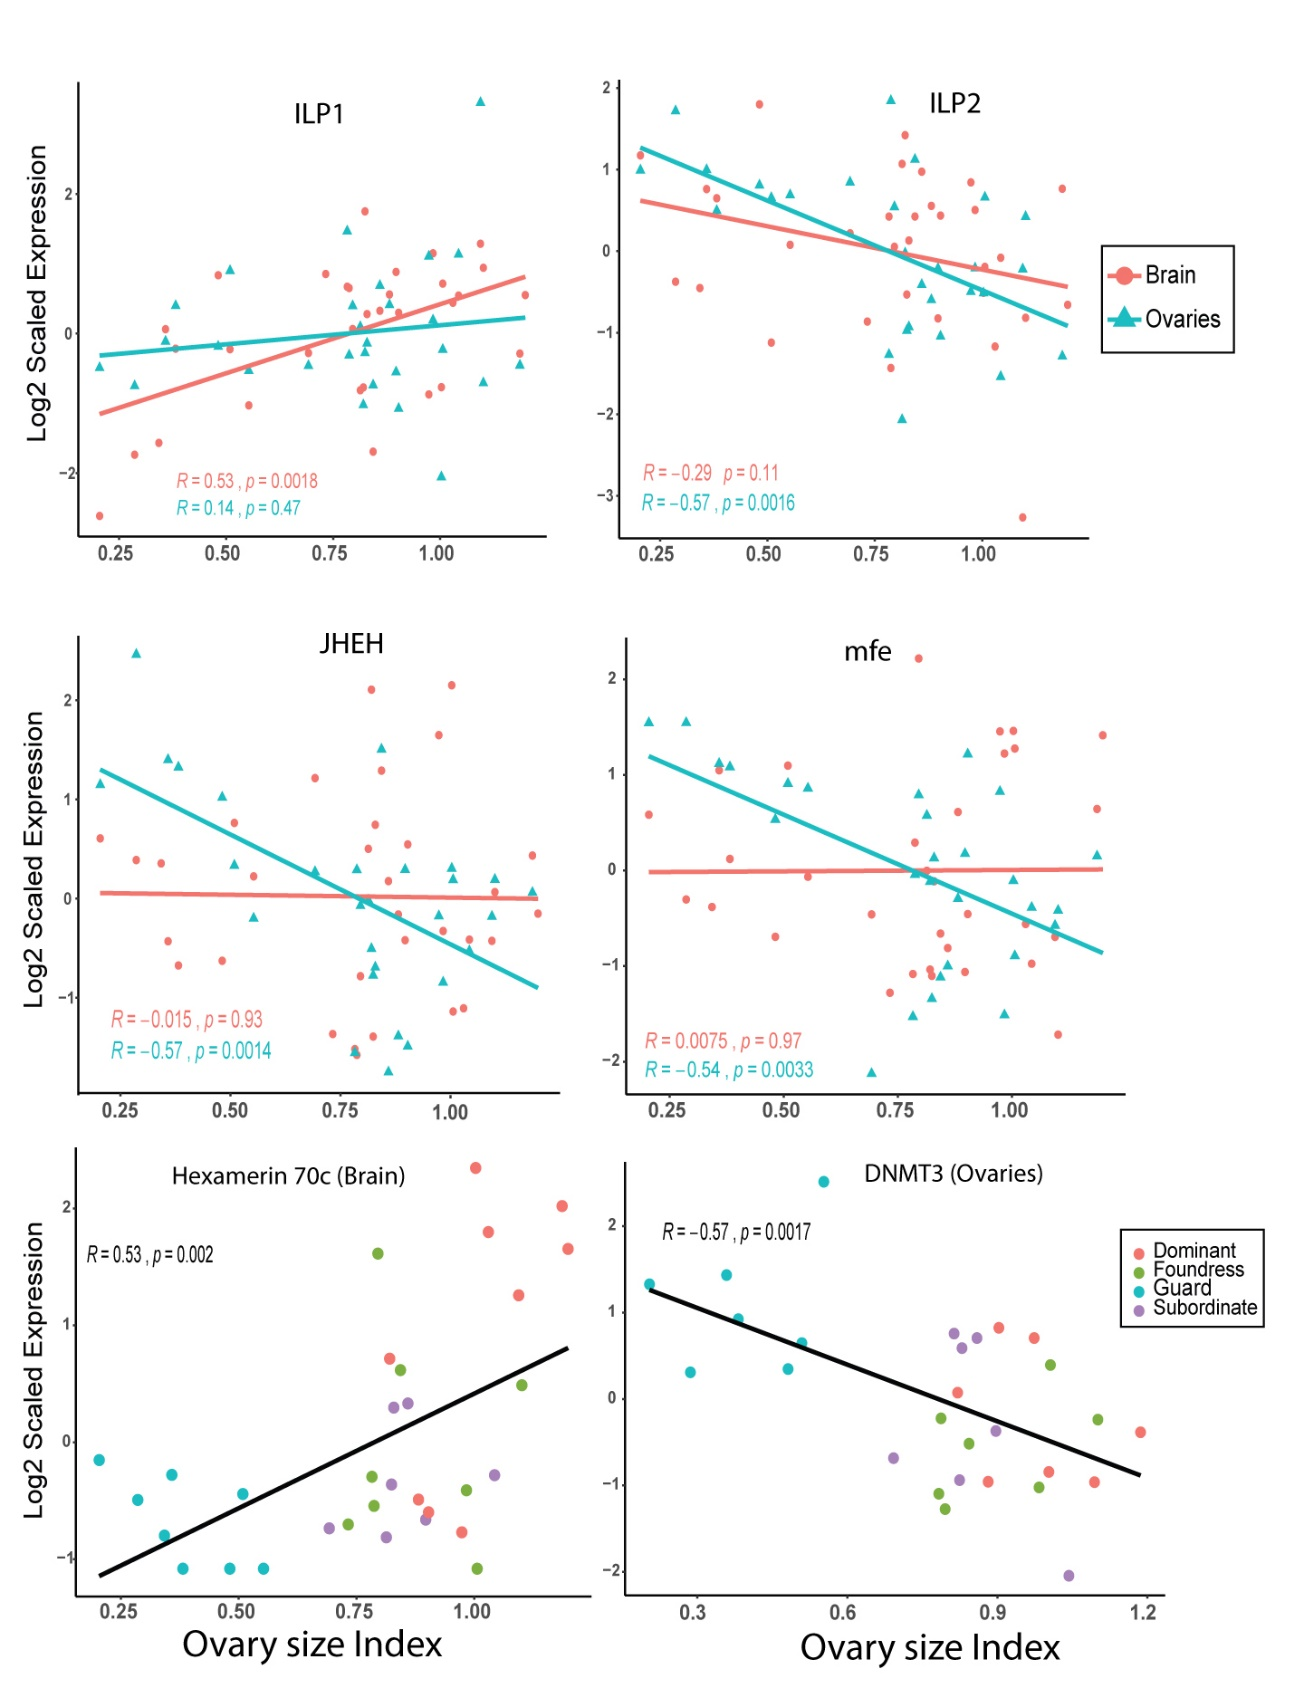 ILP1
Log2 Scaled Expression
2
0
−2
R = 0.53 , p = 0.0018
R = 0.14 , p = 0.47
0.25 0.50 0.75 1.00
ILP2
2
1
0
−1
−2
−3
R = −0.29 p = 0.11
R = −0.57 , p = 0.0016
0.25 0.50 0.75 1.00
Brain
Ovaries
JHEH
Log2 Scaled Expression
2
1
0
−1
R = −0.015 , p = 0.93
R = −0.57 , p = 0.0014
0.25 0.50 0.75 1.00
mfe
2
1
0
−1
−2
R = 0.0075 , p = 0.97
R = −0.54 , p = 0.0033
0.25 0.50 0.75 1.00
Hexamerin 70c (Brain)
Log2 Scaled Expression
2
1
0
−1
R = 0.53 , p = 0.002
0.25 0.50 0.75 1.00
Ovary size Index
DNMT3 (Ovaries)
2
1
0
−1
−2
R = −0.57 , p = 0.0017
0.3 0.6 0.9 1.2
Ovary size Index
Dominant
Foundress
Guard
Subordinate